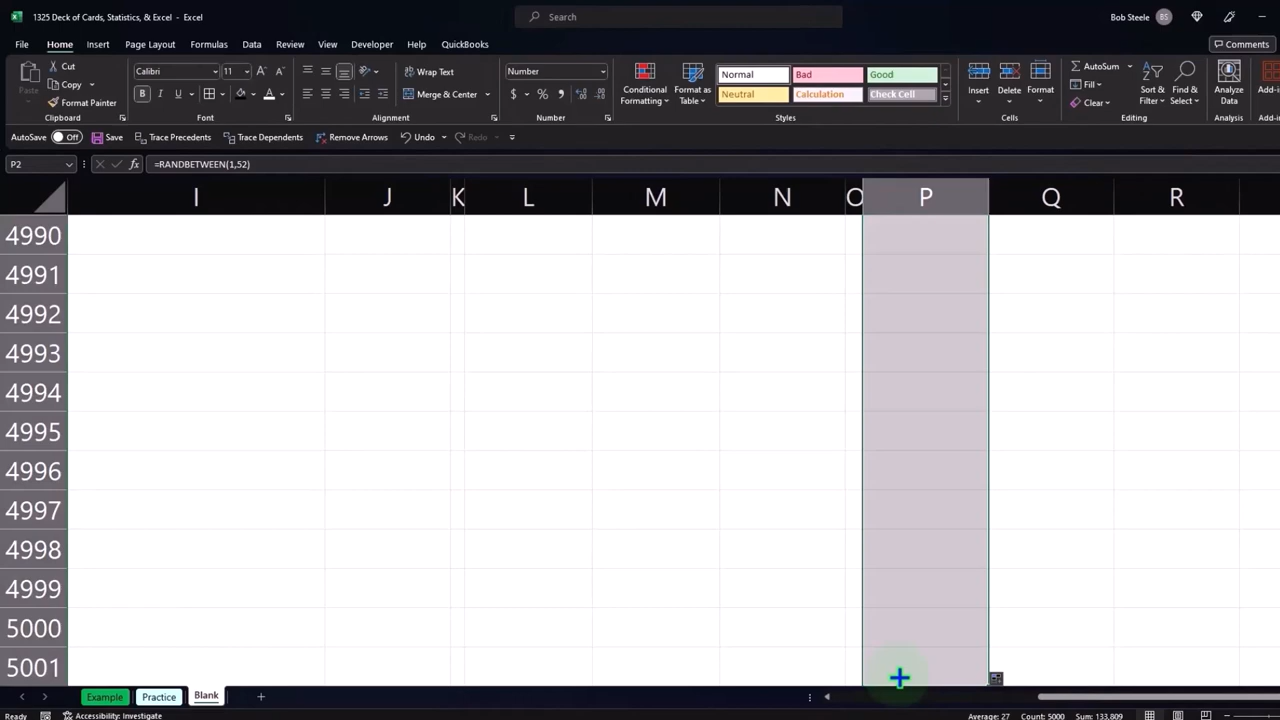 1325 Deck of Cards, Statistics, & Excel - Excel
Search
Bob Steele BS
File Home Insert Page Layout Formulas Data Review View Developer Help QuickBooks
Comments
Paste
Cut
Copy
Format Painter
Clipboard
Calibri 11
B I U
Font
Wrap Text
Merge & Center
Alignment
Number
$ % ,
Number
Conditional Formatting
Format as Table
Normal Bad Good
Neutral Calculation Check Cell
Styles
Insert Delete Format
Cells
AutoSum
Fill
Clear
Sort & Filter
Find & Select
Editing
Analyze Data
Analysis
Add-in
AutoSave Off Save Trace Precedents Trace Dependents Remove Arrows Undo Redo
P2 fx =RANDBETWEEN(1,52)
I J K L M N O P Q R
4990
4991
4992
4993
4994
4995
4996
4997
4998
4999
5000
5001
Example Practice Blank
Ready Accessibility: Investigate Average: 27 Count: 5000 Sum: 133,809